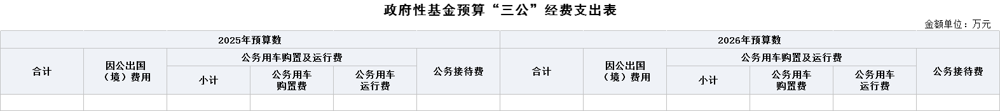 政府性基金预算“三公”经费支出表
金额单位：万元
2025年预算数 2026年预算数
合计 因公出国（境）费用 公务用车购置及运行费 公务接待费 合计 因公出国（境）费用 公务用车购置及运行费 公务接待费
小计 公务用车购置费 公务用车运行费 小计 公务用车购置费 公务用车运行费